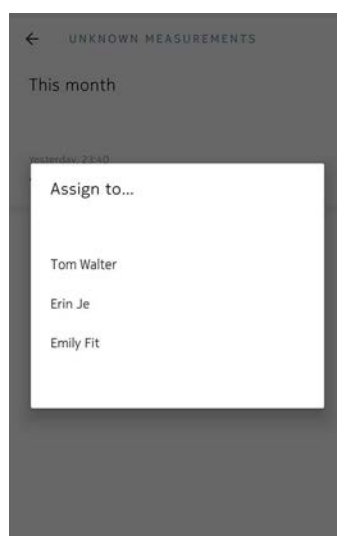 UNKNOWN MEASUREMENTS
This month
Yesterday, 23:40
Assign to...
Tom Walter
Erin Je
Emily Fit